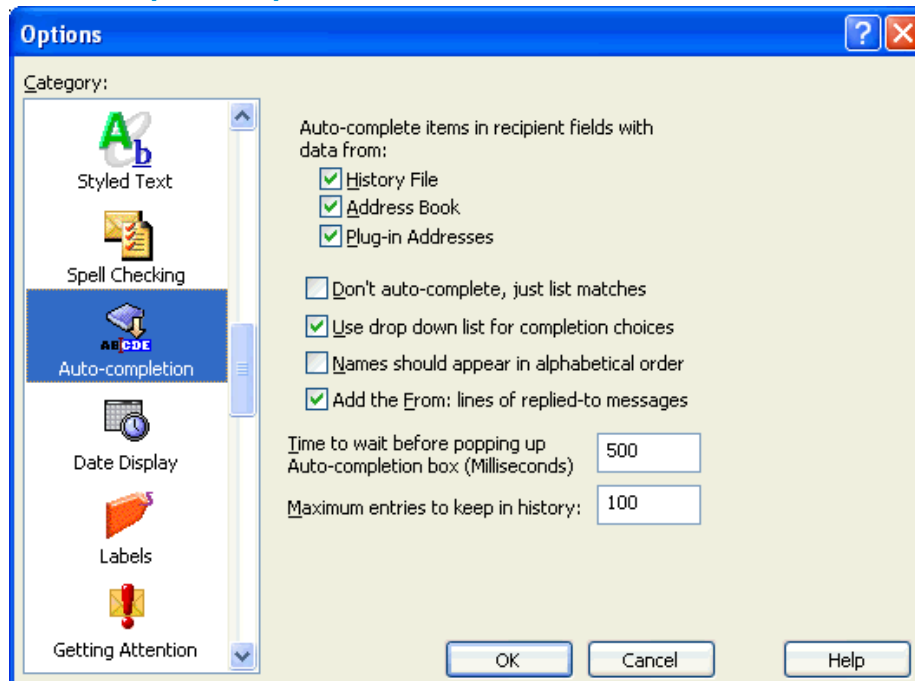 Options
Category:
Styled Text
Spell Checking
Auto-completion
Date Display
Labels
Getting Attention
Auto-complete items in recipient fields with
data from:
History File
Address Book
Plug-in Addresses
Don't auto-complete, just list matches
Use drop down list for completion choices
Names should appear in alphabetical order
Add the From: lines of replied-to messages
Time to wait before popping up
Auto-completion box (Milliseconds)
500
Maximum entries to keep in history:
100
OK
Cancel
Help